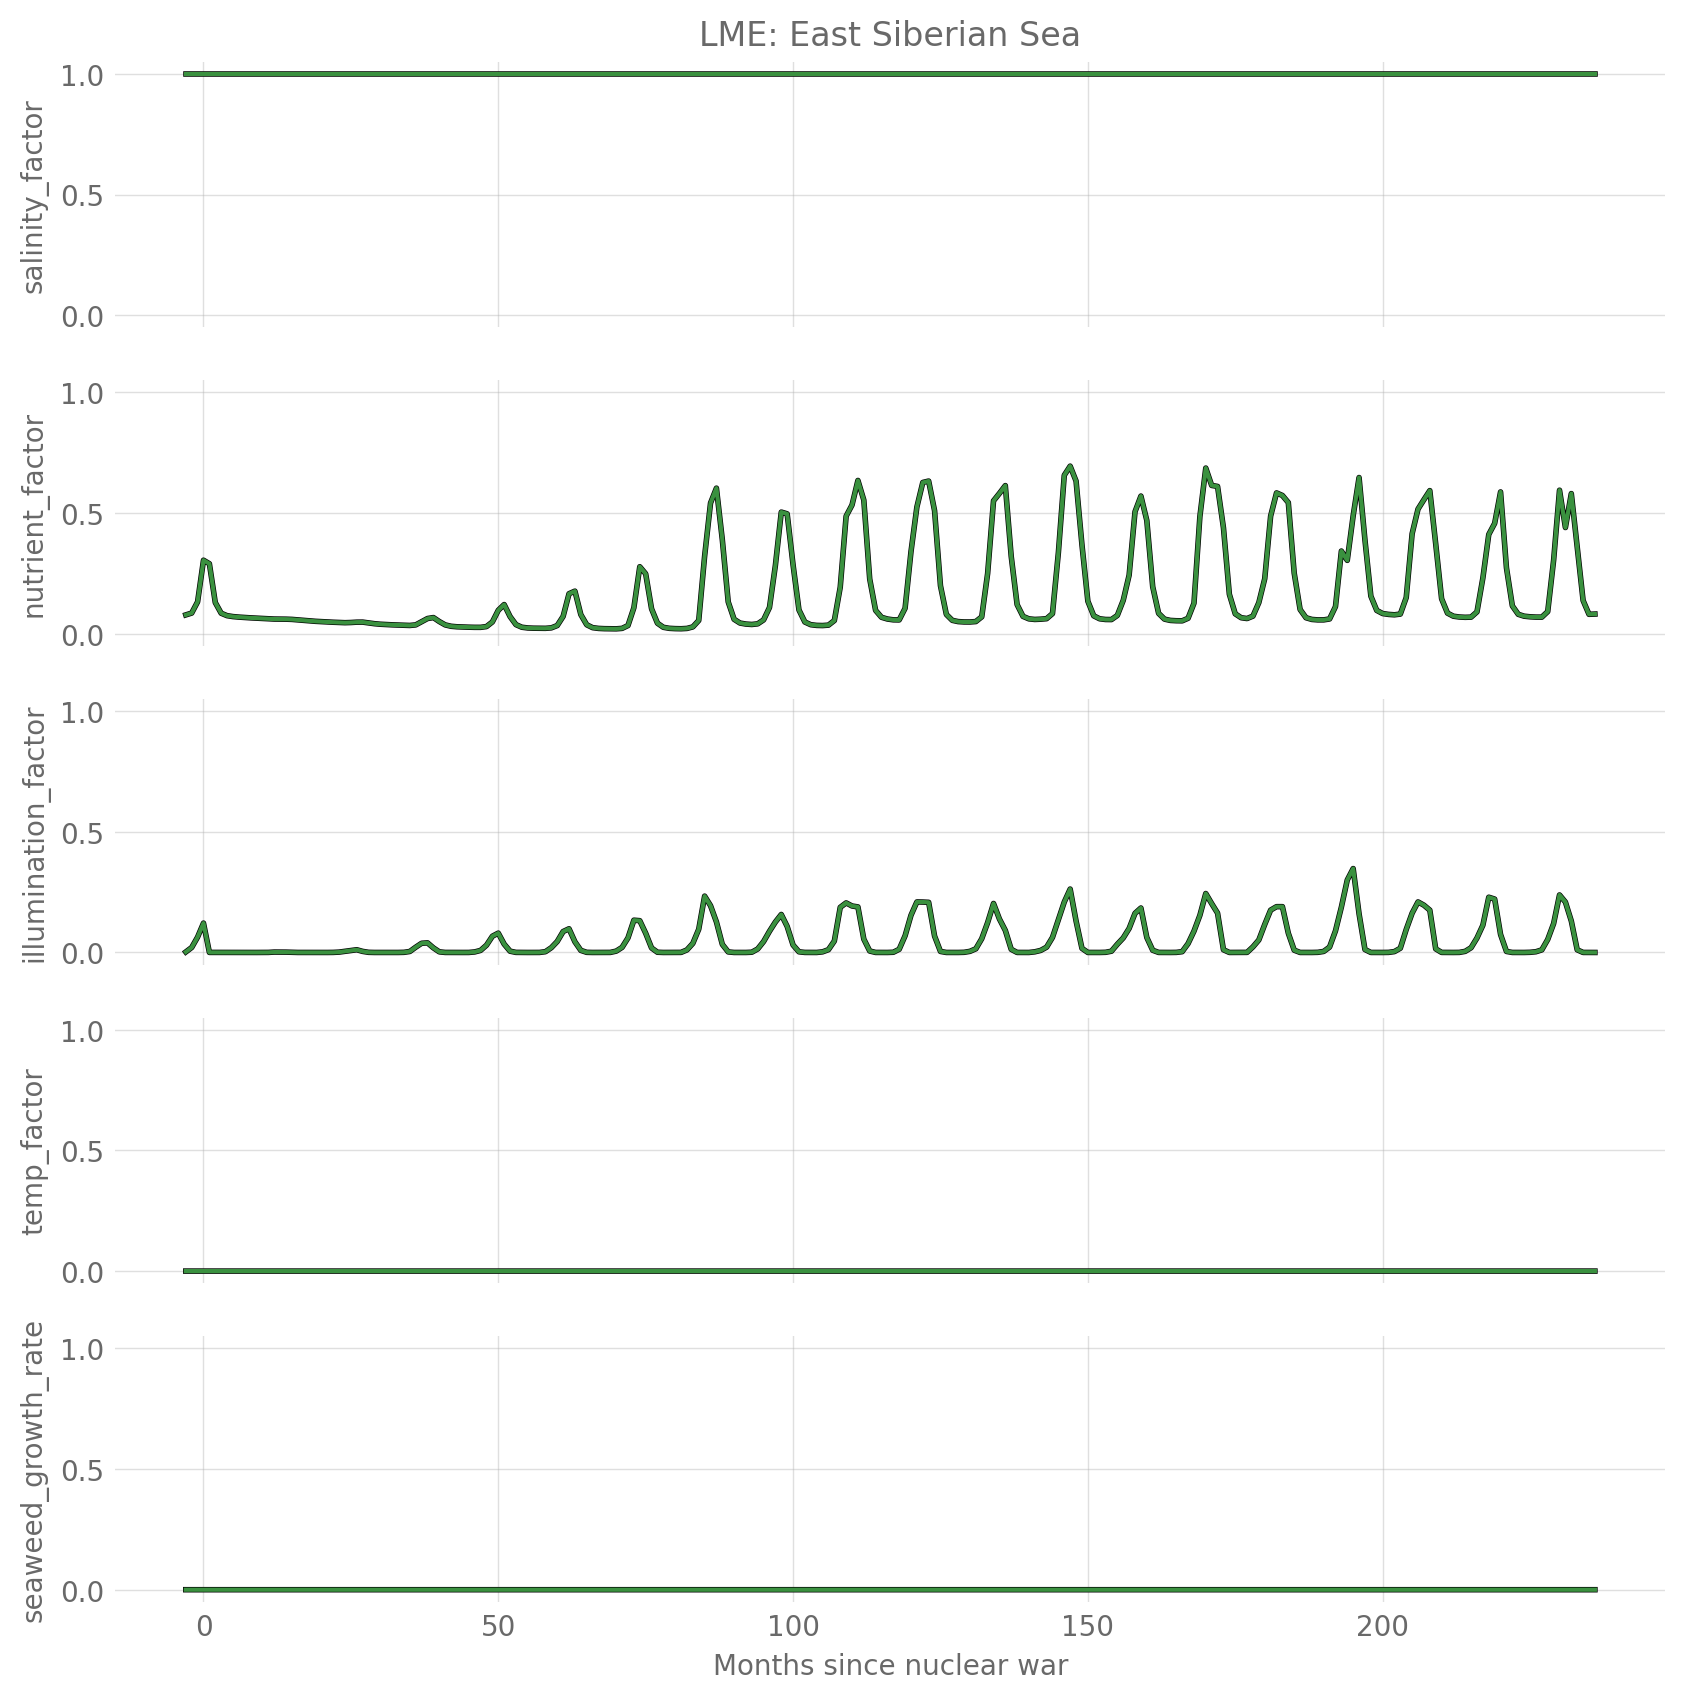 LME: East Siberian Sea
salinity_factor
1.0
0.5
0.0
nutrient_factor
1.0
0.5
0.0
illumination_factor
1.0
0.5
0.0
temp_factor
1.0
0.5
0.0
seaweed_growth_rate
1.0
0.5
0.0
0 50 100 150 200
Months since nuclear war